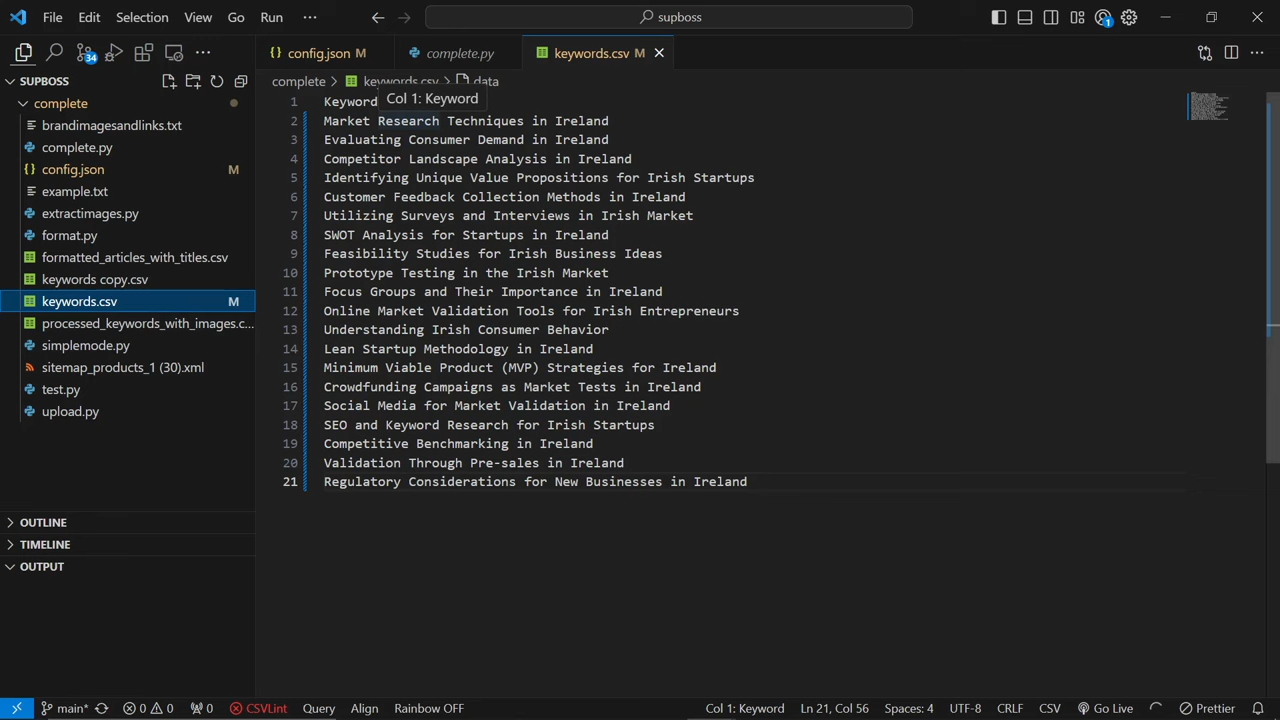 File Edit Selection View Go Run ··· supboss
SUPBOSS
complete
brandimagesandlinks.txt
complete.py
config.json M
example.txt
extractimages.py
format.py
formatted_articles_with_titles.csv
keywords copy.csv
keywords.csv M
processed_keywords_with_images.c...
simplemode.py
sitemap_products_1 (30).xml
test.py
upload.py
OUTLINE
TIMELINE
OUTPUT
34
1
config.json M complete.py keywords.csv M
complete > keywords.csv > data
Col 1: Keyword
1 Keyword
2 Market Research Techniques in Ireland
3 Evaluating Consumer Demand in Ireland
4 Competitor Landscape Analysis in Ireland
5 Identifying Unique Value Propositions for Irish Startups
6 Customer Feedback Collection Methods in Ireland
7 Utilizing Surveys and Interviews in Irish Market
8 SWOT Analysis for Startups in Ireland
9 Feasibility Studies for Irish Business Ideas
10 Prototype Testing in the Irish Market
11 Focus Groups and Their Importance in Ireland
12 Online Market Validation Tools for Irish Entrepreneurs
13 Understanding Irish Consumer Behavior
14 Lean Startup Methodology in Ireland
15 Minimum Viable Product (MVP) Strategies for Ireland
16 Crowdfunding Campaigns as Market Tests in Ireland
17 Social Media for Market Validation in Ireland
18 SEO and Keyword Research for Irish Startups
19 Competitive Benchmarking in Ireland
20 Validation Through Pre-sales in Ireland
21 Regulatory Considerations for New Businesses in Ireland
main* 0 0 0 CSVLint Query Align Rainbow OFF Col 1: Keyword Ln 21, Col 56 Spaces: 4 UTF-8 CRLF CSV Go Live Prettier